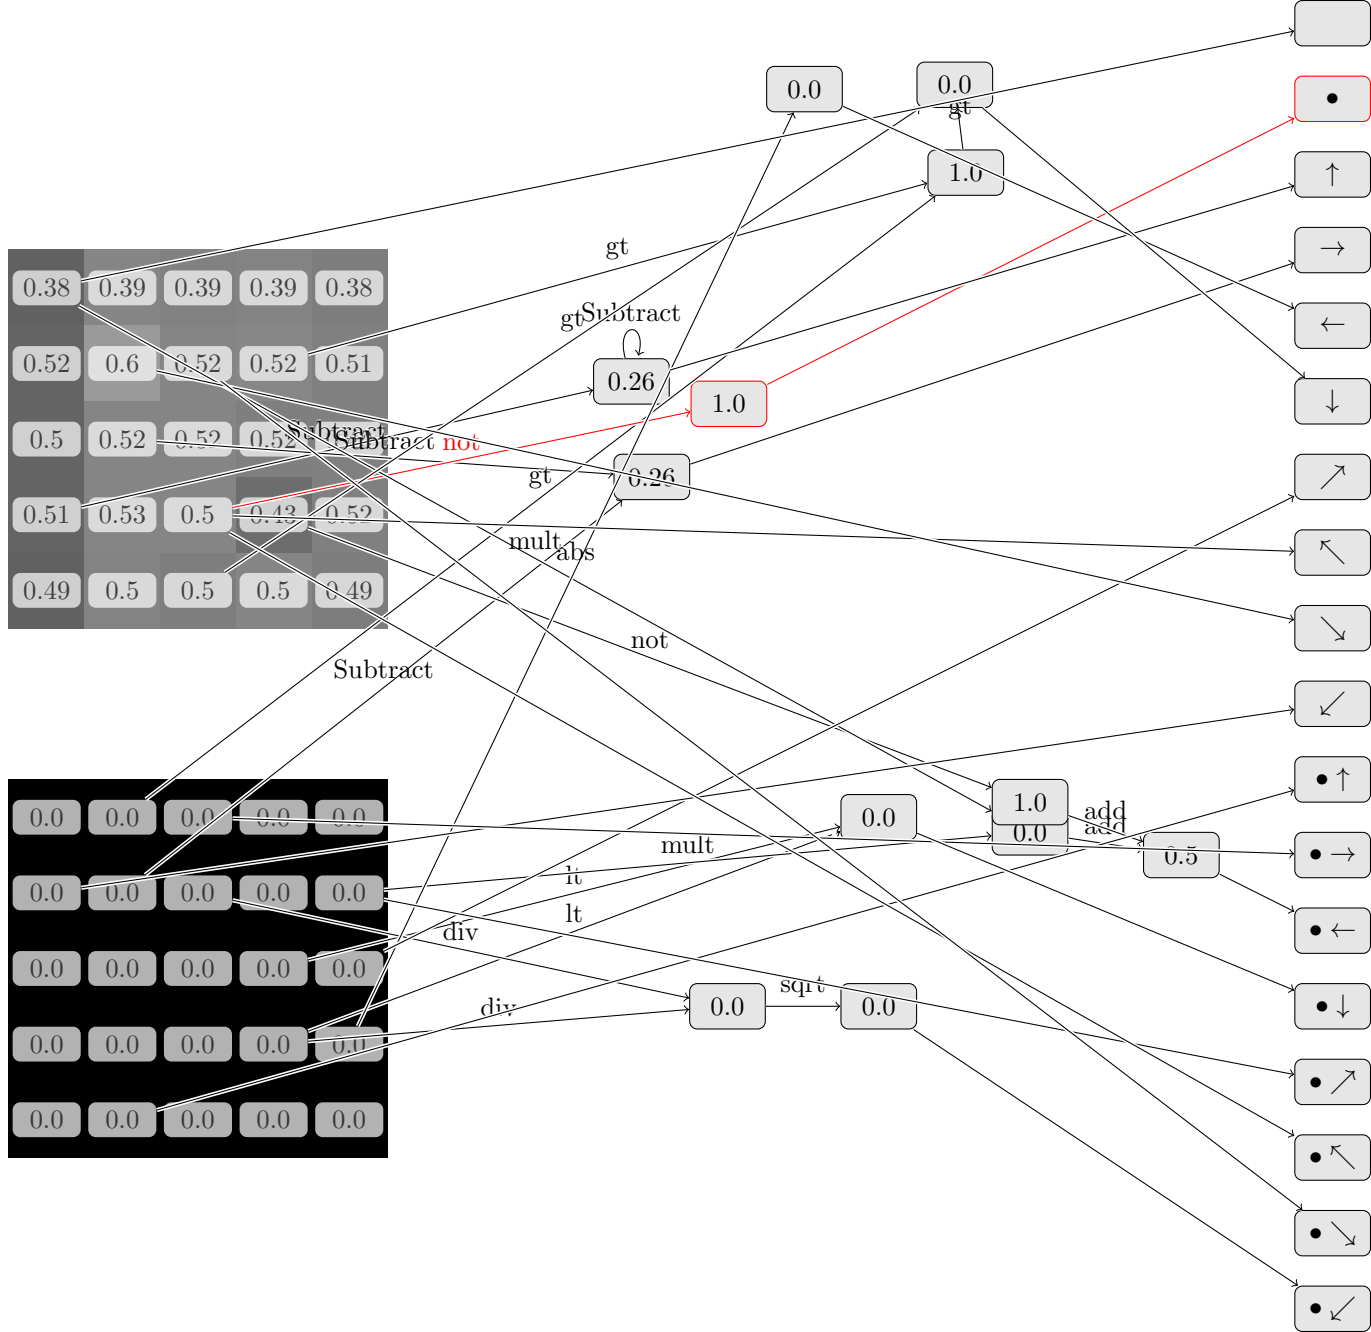 0.0
0.0
gt
●
1.0
↑
gt
→
0.38 0.39 0.39 0.39 0.38
gt Subtract
←
0.52 0.6 0.52 0.52 0.51
0.26
1.0
↓
0.5 0.52 0.52 0.52
Subtract
Subtract not
gt
0.26
↗
0.51 0.53 0.5 0.43 0.52
mult
abs
↖
0.49 0.5 0.5 0.5 0.49
not
↘
Subtract
↙
● ↑
0.0 0.0 0.0 0.0 0.0
0.0
1.0
add
add
0.0
mult
0.5
● →
lt
0.0 0.0 0.0 0.0 0.0
lt
div
● ←
0.0 0.0 0.0 0.0 0.0
sqrt
div
0.0
0.0
● ↓
0.0 0.0 0.0 0.0 0.0
● ↗
0.0 0.0 0.0 0.0 0.0
● ↖
● ↘
● ↙